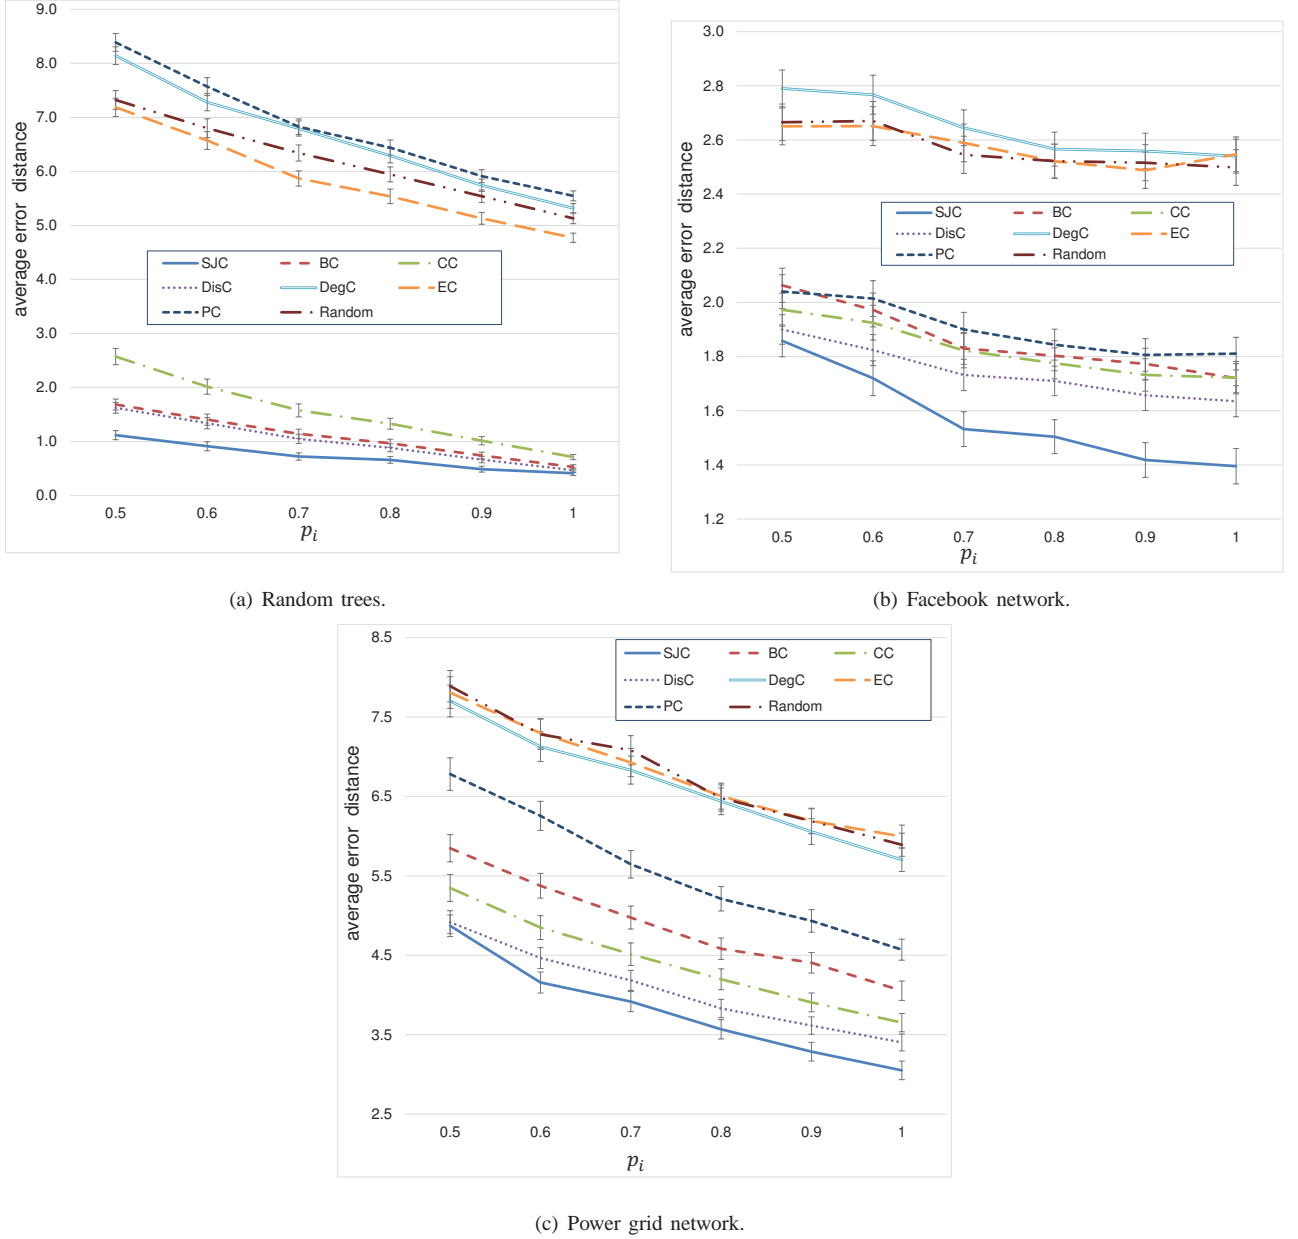 9.0
8.0
7.0
6.0
5.0
4.0
3.0
2.0
1.0
0.0
average error distance
SJC BC CC
DisC DegC EC
PC Random
0.5 0.6 0.7 0.8 0.9 1
p_i
(a) Random trees.
3.0
2.8
2.6
2.4
2.2
2.0
1.8
1.6
1.4
1.2
average error distance
SJC BC CC
DisC DegC EC
PC Random
0.5 0.6 0.7 0.8 0.9 1
p_i
(b) Facebook network.
8.5
7.5
6.5
5.5
4.5
3.5
2.5
average error distance
SJC BC CC
DisC DegC EC
PC Random
0.5 0.6 0.7 0.8 0.9 1
p_i
(c) Power grid network.